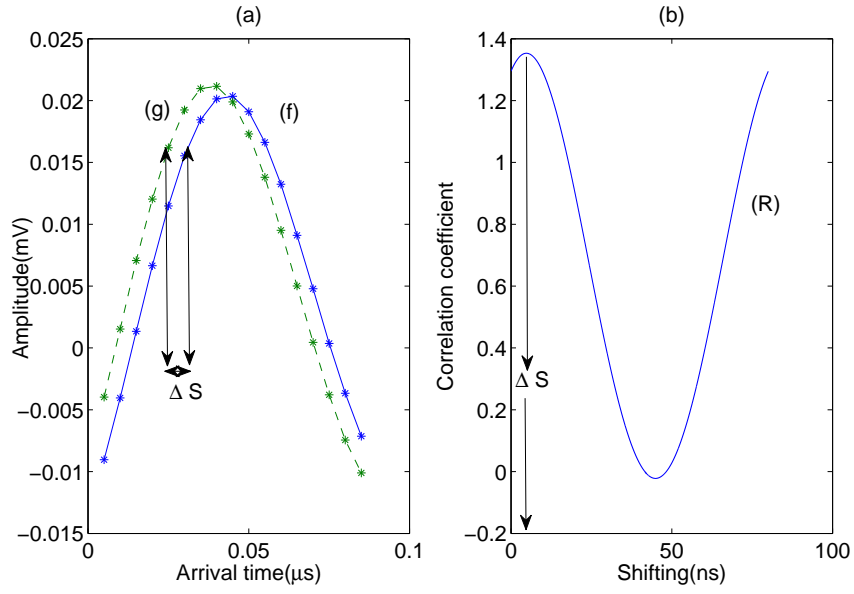 (a)
0.025
0.02
0.015
0.01
0.005
0
−0.005
−0.01
−0.015
0
0.05
0.1
Amplitude(mV)
Arrival time(μs)
(g)
(f)
Δ S
(b)
1.4
1.2
1
0.8
0.6
0.4
0.2
0
−0.2
0
50
100
Correlation coefficient
Shifting(ns)
(R)
Δ S